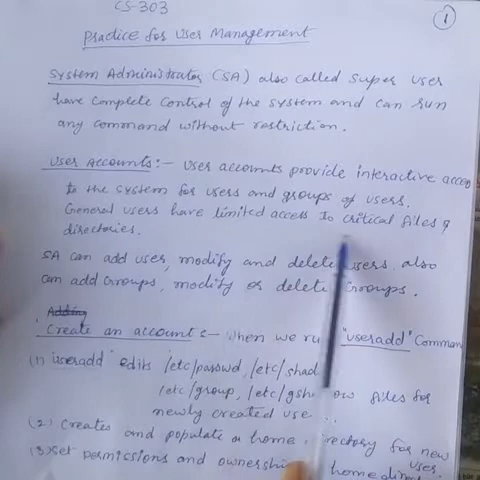 CS-303
1
Practice for User Management
System Administrator (SA) also called Super User
have complete control of the system and can run
any command without restriction.
User Accounts:- User accounts provide interactive access
to the system for users and groups of users.
General users have limited access to critical files &
directories.
SA can add user, modify and delete users. also
can add Groups, modify or delete Groups.
Adding
Create an account :- When we "useradd" Comman
(1) useradd edits /etc/passwd, /etc/shad
/etc/group, /etc/gsh ow files for
newly created
(2) Creates and populate a home directory for new
user.
(3) Set permissions and ownership home